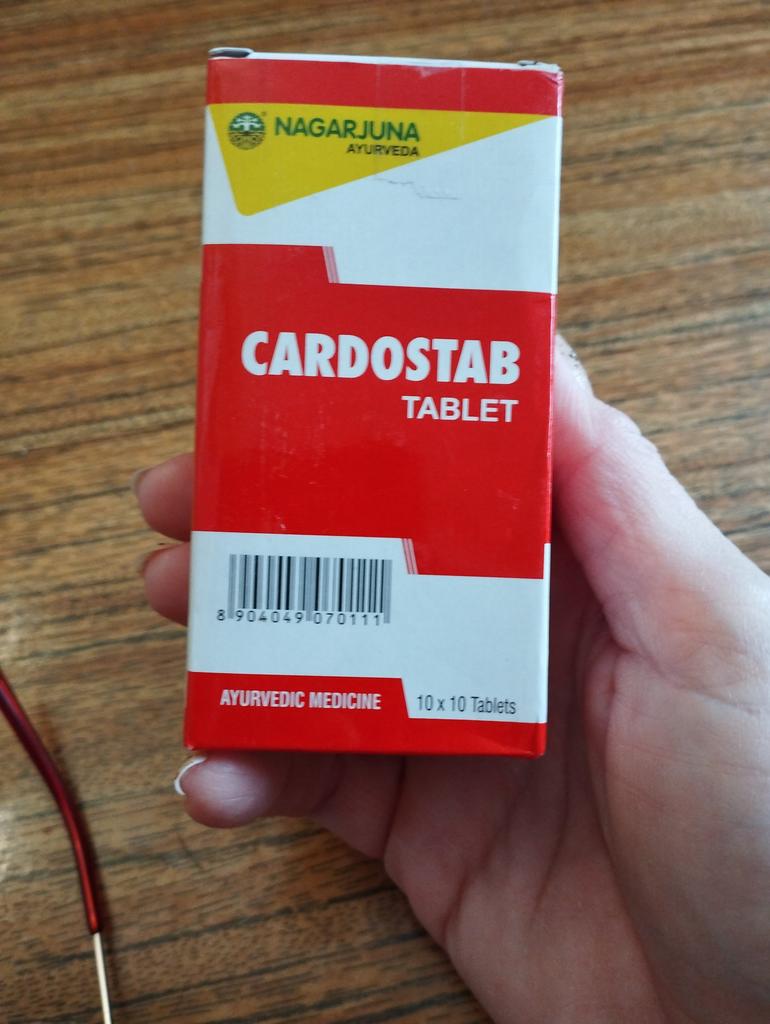 NAGARJUNA
AYURVEDA
CARDOSTAB
TABLET
8 904049 070111
AYURVEDIC MEDICINE
10 x 10 Tablets